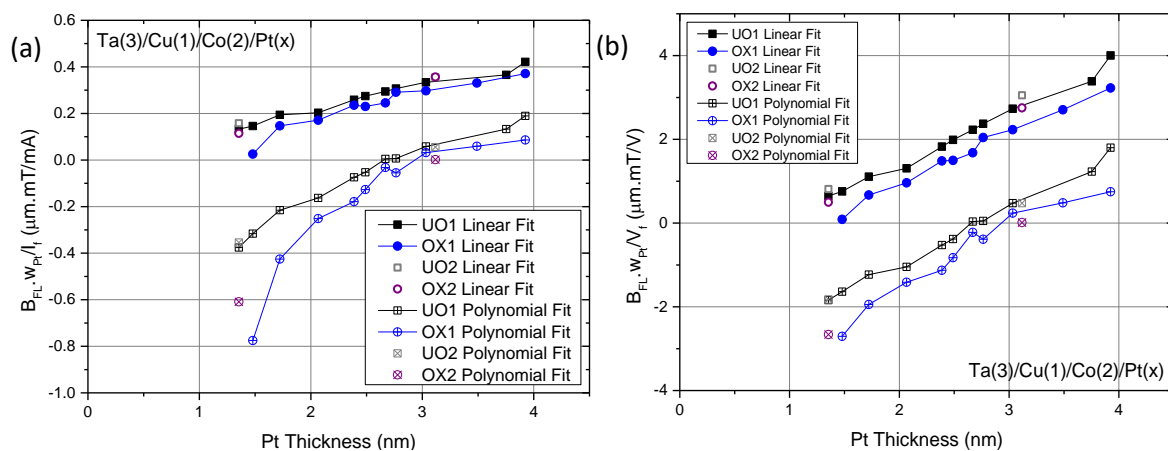 (a)
Ta(3)/Cu(1)/Co(2)/Pt(x)
B_FL.w_Pt/I_f (μm.mT/mA)
0.6
0.4
0.2
0.0
-0.2
-0.4
-0.6
-0.8
-1.0
UO1 Linear Fit
OX1 Linear Fit
UO2 Linear Fit
OX2 Linear Fit
UO1 Polynomial Fit
OX1 Polynomial Fit
UO2 Polynomial Fit
OX2 Polynomial Fit
0 1 2 3 4
Pt Thickness (nm)
(b)
B_FL.w_Pt/V_f (μm.mT/V)
4
2
0
-2
-4
UO1 Linear Fit
OX1 Linear Fit
UO2 Linear Fit
OX2 Linear Fit
UO1 Polynomial Fit
OX1 Polynomial Fit
UO2 Polynomial Fit
OX2 Polynomial Fit
Ta(3)/Cu(1)/Co(2)/Pt(x)
0 1 2 3 4
Pt Thickness (nm)